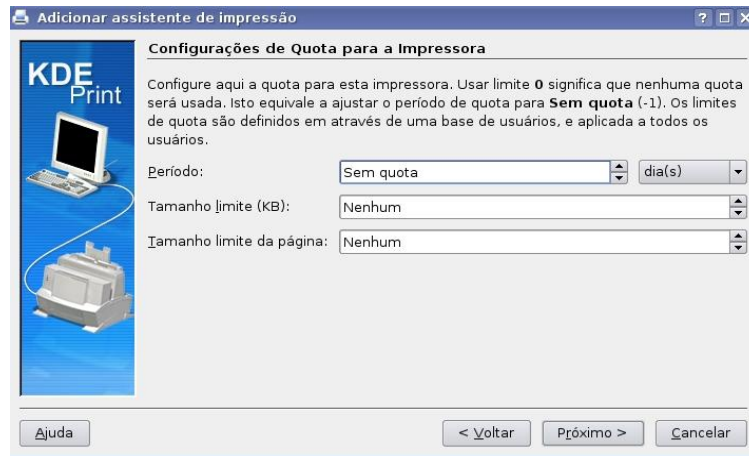 Adicionar assistente de impressão
KDE
Print
Configurações de Quota para a Impressora
Configure aqui a quota para esta impressora. Usar limite 0 significa que nenhuma quota
será usada. Isto equivale a ajustar o período de quota para Sem quota (-1). Os limites
de quota são definidos em através de uma base de usuários, e aplicada a todos os
usuários.
Período: Sem quota dia(s)
Tamanho limite (KB): Nenhum
Tamanho limite da página: Nenhum
Ajuda < Voltar Próximo > Cancelar